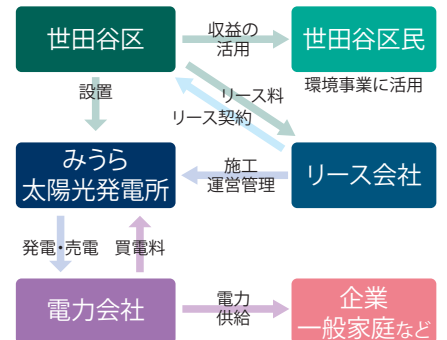 世田谷区
収益の
活用
世田谷区民
環境事業に活用
設置
リース料
リース契約
みうら
太陽光発電所
施工
運営管理
リース会社
発電・売電
買電料
電力会社
電力
供給
企業
一般家庭など